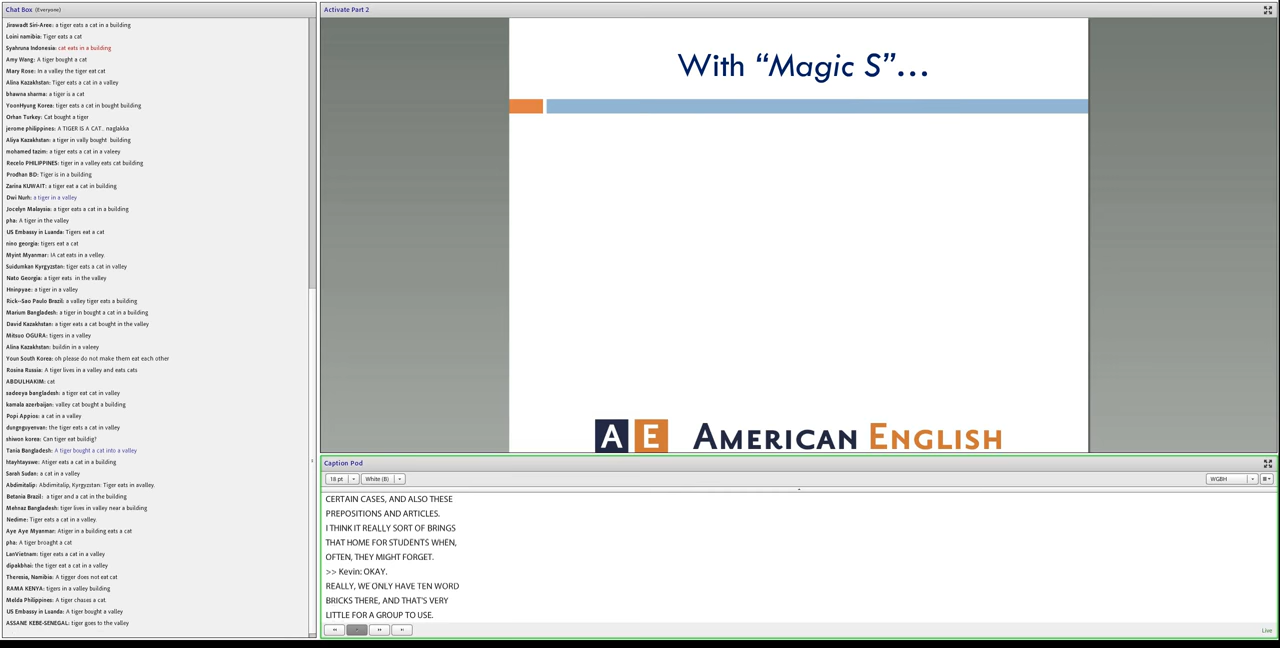 Chat Box (Everyone)
Jirawadt Siri-Aree: a tiger eats a cat in a building
Loini namibia: Tiger eats a cat
Syahruna Indonesia: cat eats in a building
Amy Wang: A tiger bought a cat
Mary Rose: In a valley the tiger eat cat
Alina Kazakhstan: Tiger eats a cat in a valley
bhawna sharma: a tiger is a cat
YoonHyung Korea: tiger eats a cat in bought building
Orhan Turkey: Cat bought a tiger
jerome philippines: A TIGER IS A CAT . naglakka
Aliya Kazakhstan: a tiger in vally bought building
mohamed tazim: a tiger eats a cat in a valeey
Recelo PHILIPPINES: tiger in a valley eats cat building
Prodhan BD: Tiger is in a building
Zarina KUWAIT: a tiger eat a cat in building
Dwi Nurh: a tiger in a valley
Jocelyn Malaysia: a tiger eats a cat in a building
pha: A tiger in the valley
US Embassy in Luanda: Tigers eat a cat
nino georgia: tigers eat a cat
Myint Myanmar: !A cat eats in a velley.
Suidumkan Kyrgyzstan: tiger eats a cat in valley
Nato Georgia: a tiger eats in the valley
Hninpyae: a tiger in a valley
Rick--Sao Paulo Brazil: a valley tiger eats a building
Marium Bangladesh: a tiger in bought a cat in a building
David Kazakhstan: a tiger eats a cat bought in the valley
Mitsuo OGURA: tigers in a valley
Alina Kazakhstan: buildin in a valeey
Youn South Korea: oh please do not make them eat each other
Rosina Russia: A tiger lives in a valley and eats cats
ABDULHAKIM: cat
sadeeya bangladesh: a tiger eat cat in valley
kamala azerbaijan: valley cat bought a building
Popi Appios: a cat in a valley
dungnguyenvan: the tiger eats a cat in valley
shiwon korea: Can tiger eat buildig?
Tania Bangladesh: A tiger bought a cat into a valley
htayhtayswe: Atiger eats a cat in a building
Sarah Sudan: a cat in a valley
Abdimitalip: Abdimitalip, Kyrgyzstan: Tiger eats in avalley.
Betania Brazil: a tiger and a cat in the building
Mehnaz Bangladesh: tiger lives in valley near a building
Nedime: Tiger eats a cat in a valley.
Aye Aye Myanmar: Atiger in a building eats a cat
pha: A tiger brought a cat
LanVietnam: tiger eats a cat in a valley
dipakbhai: the tiger eat a cat in a valley
Theresia, Namibia: A tigger does not eat cat
RAMA KENYA: tigers in a valley building
Melda Philippines: A tiger chases a cat.
US Embassy in Luanda: A tiger bought a valley
ASSANE KEBE-SENEGAL: tiger goes to the valley
Activate Part 2
With “Magic S”…
A E AMERICAN ENGLISH
Caption Pod
18 pt White (B) WGBH
CERTAIN CASES, AND ALSO THESE
PREPOSITIONS AND ARTICLES.
I THINK IT REALLY SORT OF BRINGS
THAT HOME FOR STUDENTS WHEN,
OFTEN, THEY MIGHT FORGET.
>> Kevin: OKAY.
REALLY, WE ONLY HAVE TEN WORD
BRICKS THERE, AND THAT'S VERY
LITTLE FOR A GROUP TO USE.
Live